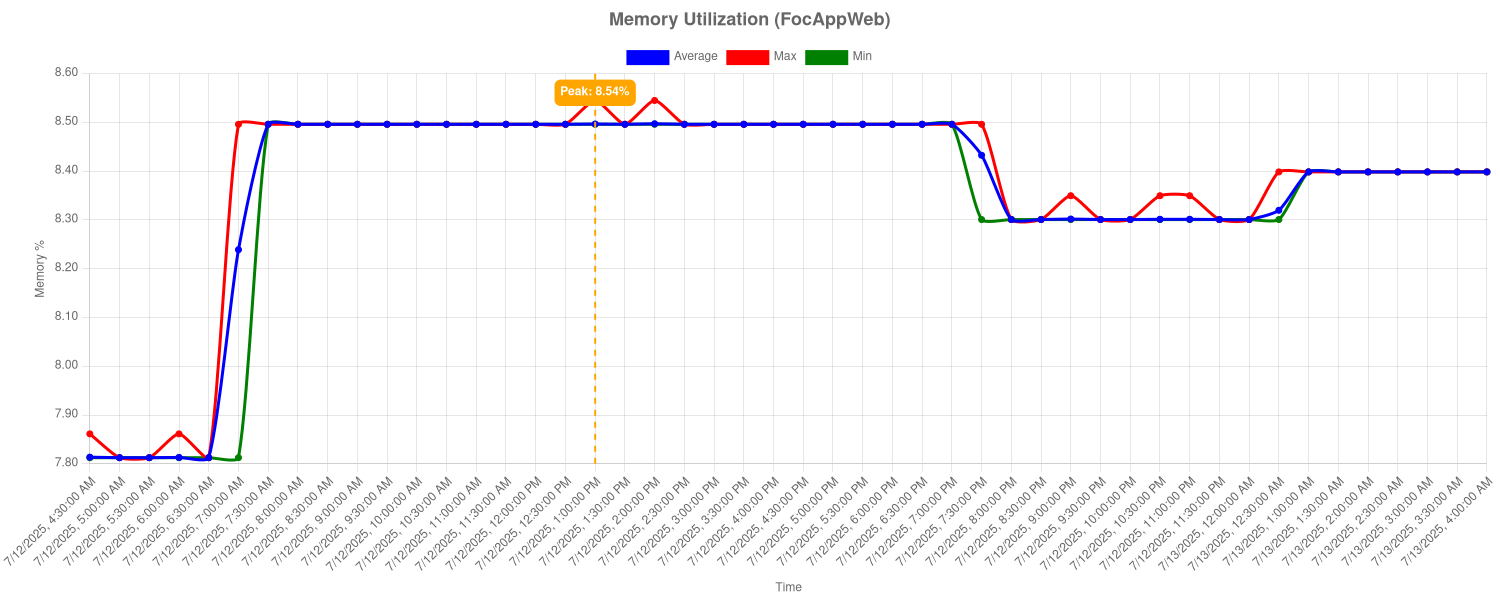 Memory Utilization (FocAppWeb)
Average Max Min
8.60
Peak: 8.54%
8.50
8.40
8.30
8.20
8.10
8.00
7.90
7.80
Memory %
7/12/2025, 4:30:00 AM
7/12/2025, 5:00:00 AM
7/12/2025, 5:30:00 AM
7/12/2025, 6:00:00 AM
7/12/2025, 6:30:00 AM
7/12/2025, 7:00:00 AM
7/12/2025, 7:30:00 AM
7/12/2025, 8:00:00 AM
7/12/2025, 8:30:00 AM
7/12/2025, 9:00:00 AM
7/12/2025, 9:30:00 AM
7/12/2025, 10:00:00 AM
7/12/2025, 10:30:00 AM
7/12/2025, 11:00:00 AM
7/12/2025, 11:30:00 AM
7/12/2025, 12:00:00 PM
7/12/2025, 12:30:00 PM
7/12/2025, 1:00:00 PM
7/12/2025, 1:30:00 PM
7/12/2025, 2:00:00 PM
7/12/2025, 2:30:00 PM
7/12/2025, 3:00:00 PM
7/12/2025, 3:30:00 PM
7/12/2025, 4:00:00 PM
7/12/2025, 4:30:00 PM
7/12/2025, 5:00:00 PM
7/12/2025, 5:30:00 PM
7/12/2025, 6:00:00 PM
7/12/2025, 6:30:00 PM
7/12/2025, 7:00:00 PM
7/12/2025, 7:30:00 PM
7/12/2025, 8:00:00 PM
7/12/2025, 8:30:00 PM
7/12/2025, 9:00:00 PM
7/12/2025, 9:30:00 PM
7/12/2025, 10:00:00 PM
7/12/2025, 10:30:00 PM
7/12/2025, 11:00:00 PM
7/12/2025, 11:30:00 PM
7/13/2025, 12:00:00 AM
7/13/2025, 12:30:00 AM
7/13/2025, 1:00:00 AM
7/13/2025, 1:30:00 AM
7/13/2025, 2:00:00 AM
7/13/2025, 2:30:00 AM
7/13/2025, 3:00:00 AM
7/13/2025, 3:30:00 AM
7/13/2025, 4:00:00 AM
Time